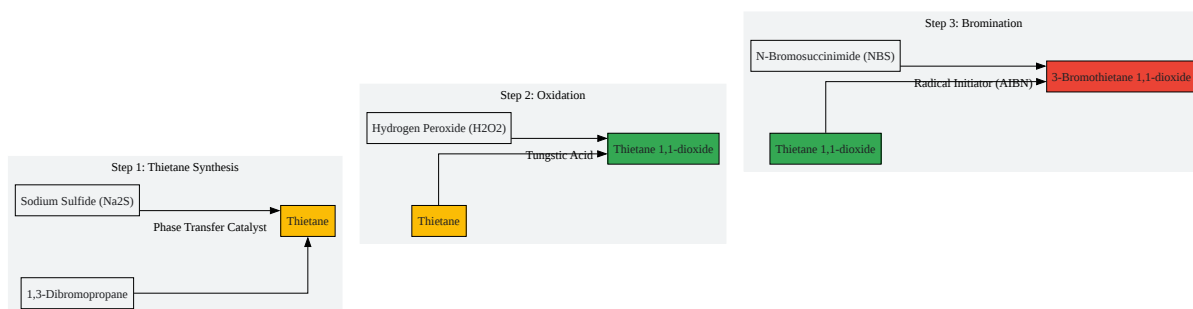 Step 1: Thietane Synthesis
Sodium Sulfide (Na2S)
Phase Transfer Catalyst
Thietane
1,3-Dibromopropane
Step 2: Oxidation
Hydrogen Peroxide (H2O2)
Tungstic Acid
Thietane 1,1-dioxide
Thietane
Step 3: Bromination
N-Bromosuccinimide (NBS)
Radical Initiator (AIBN)
3-Bromothietane 1,1-dioxide
Thietane 1,1-dioxide